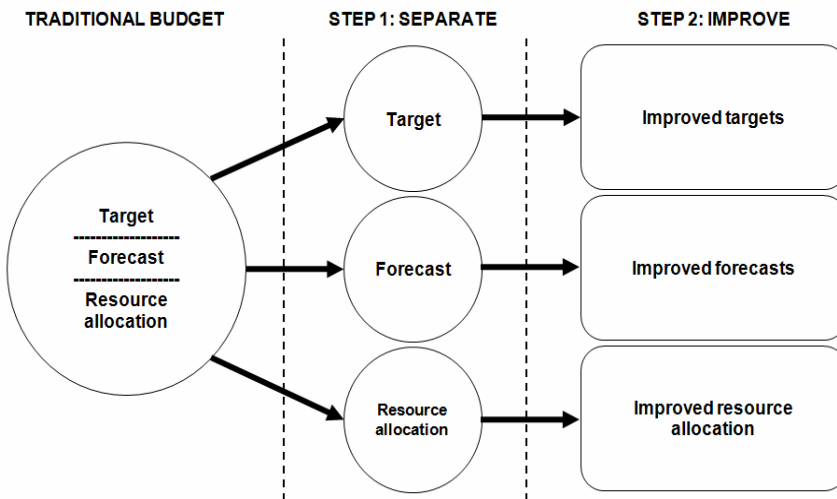 TRADITIONAL BUDGET
STEP 1: SEPARATE
STEP 2: IMPROVE
Target
Forecast
Resource
allocation
Target
Forecast
Resource
allocation
Improved targets
Improved forecasts
Improved resource
allocation